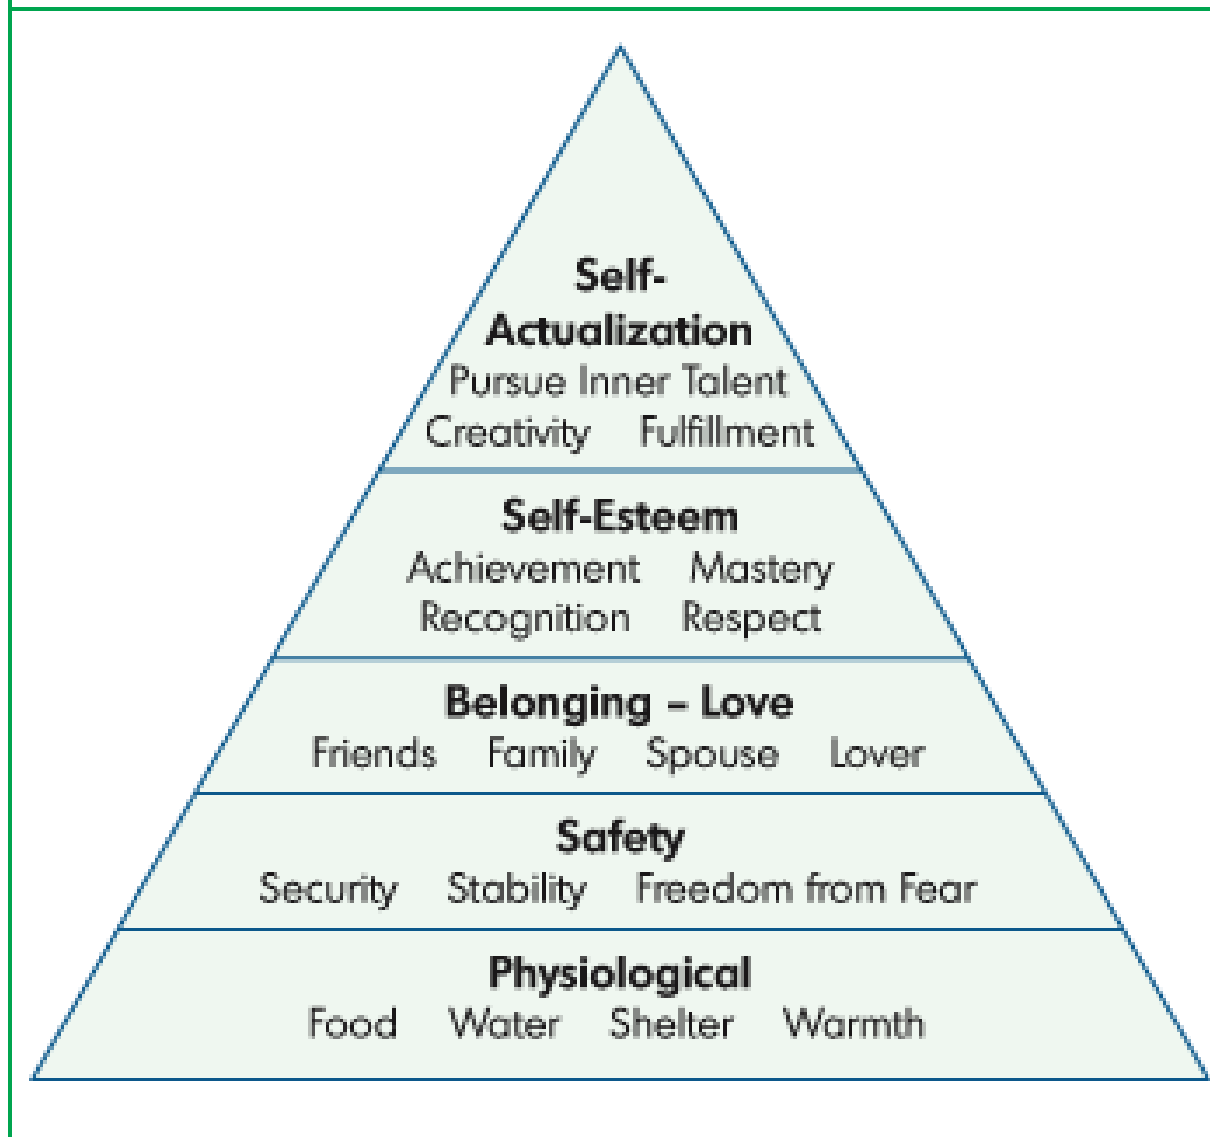 Self-
Actualization
Pursue Inner Talent
Creativity Fulfillment
Self-Esteem
Achievement Mastery
Recognition Respect
Belonging – Love
Friends Family Spouse Lover
Safety
Security Stability Freedom from Fear
Physiological
Food Water Shelter Warmth